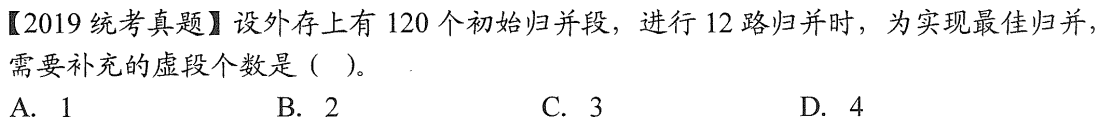 【2019 统考真题】设外存上有 120 个初始归并段，进行 12 路归并时，为实现最佳归并，
需要补充的虚段个数是（ ）。
A. 1 B. 2 C. 3 D. 4